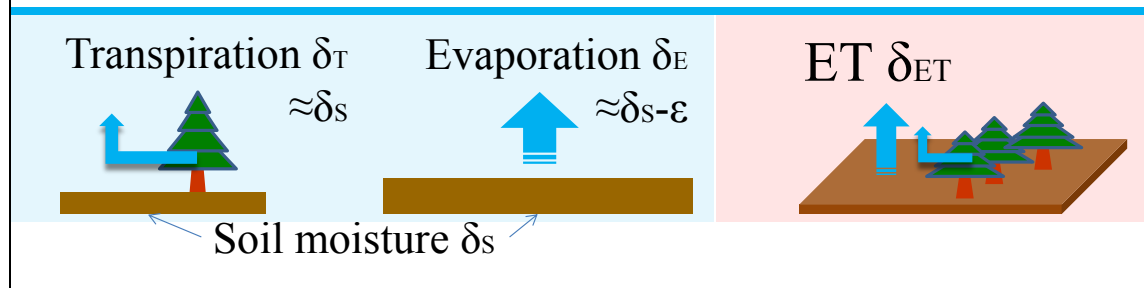 Transpiration δT
≈δS
Evaporation δE
≈δS-ε
ET δET
Soil moisture δS